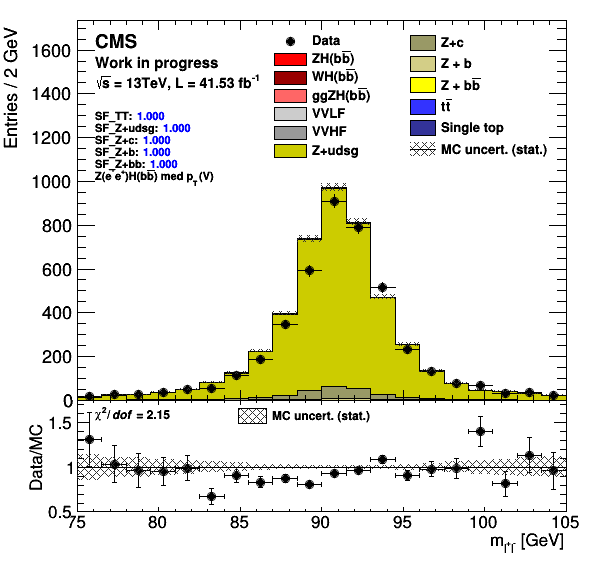 CMS
Work in progress
√s = 13TeV, L = 41.53 fb⁻¹
SF_TT: 1.000
SF_Z+udsg: 1.000
SF_Z+c: 1.000
SF_Z+b: 1.000
SF_Z+bb: 1.000
Z(e⁻e⁺)H(bb̅) med p_T(V)
Data
ZH(bb̅)
WH(bb̅)
ggZH(bb̅)
VVLF
VVHF
Z+udsg
Z+c
Z + b
Z + bb̅
tt̅
Single top
MC uncert. (stat.)
Entries / 2 GeV
1600
1400
1200
1000
800
600
400
200
0
χ²/dof = 2.15
MC uncert. (stat.)
Data/MC
1.5
1
0.5
75 80 85 90 95 100 105
m_l⁺l⁻ [GeV]